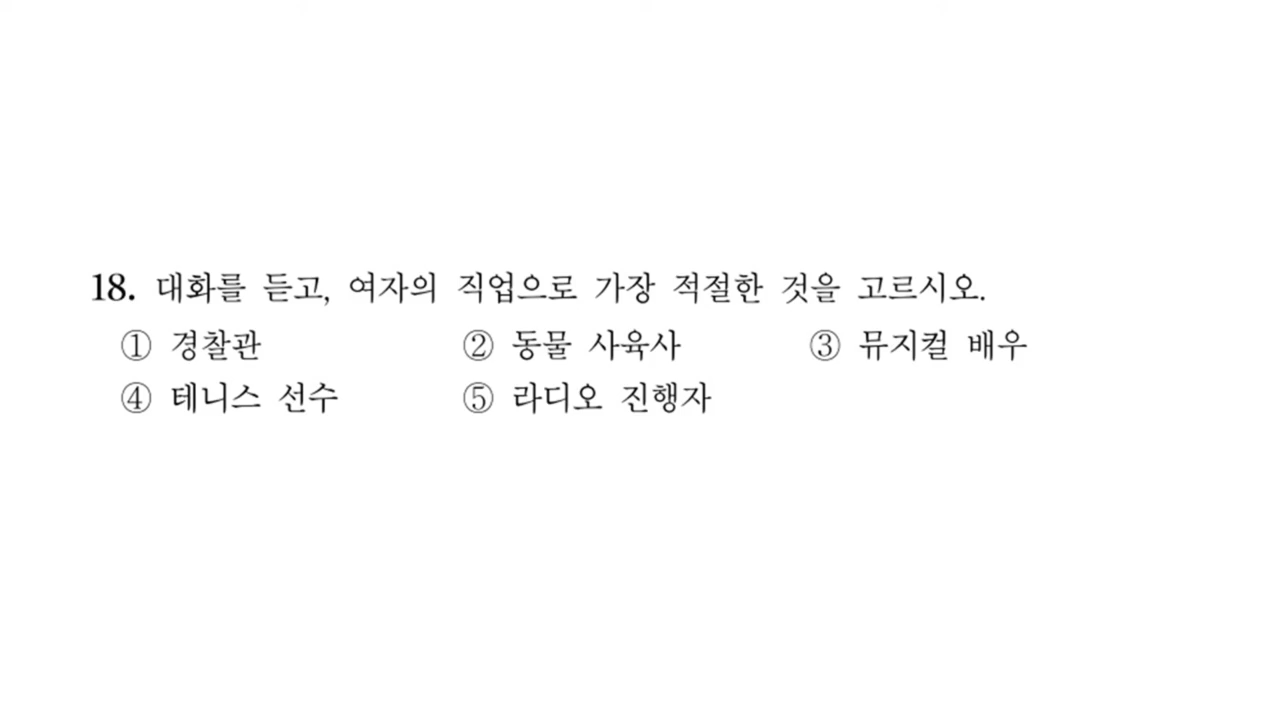 18. 대화를 듣고, 여자의 직업으로 가장 적절한 것을 고르시오.
① 경찰관 ② 동물 사육사 ③ 뮤지컬 배우
④ 테니스 선수 ⑤ 라디오 진행자